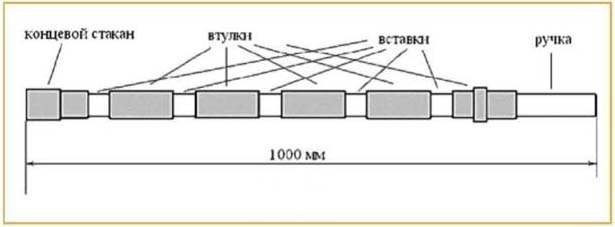 концевой стакан
втулки
вставки
ручка
1000 мм